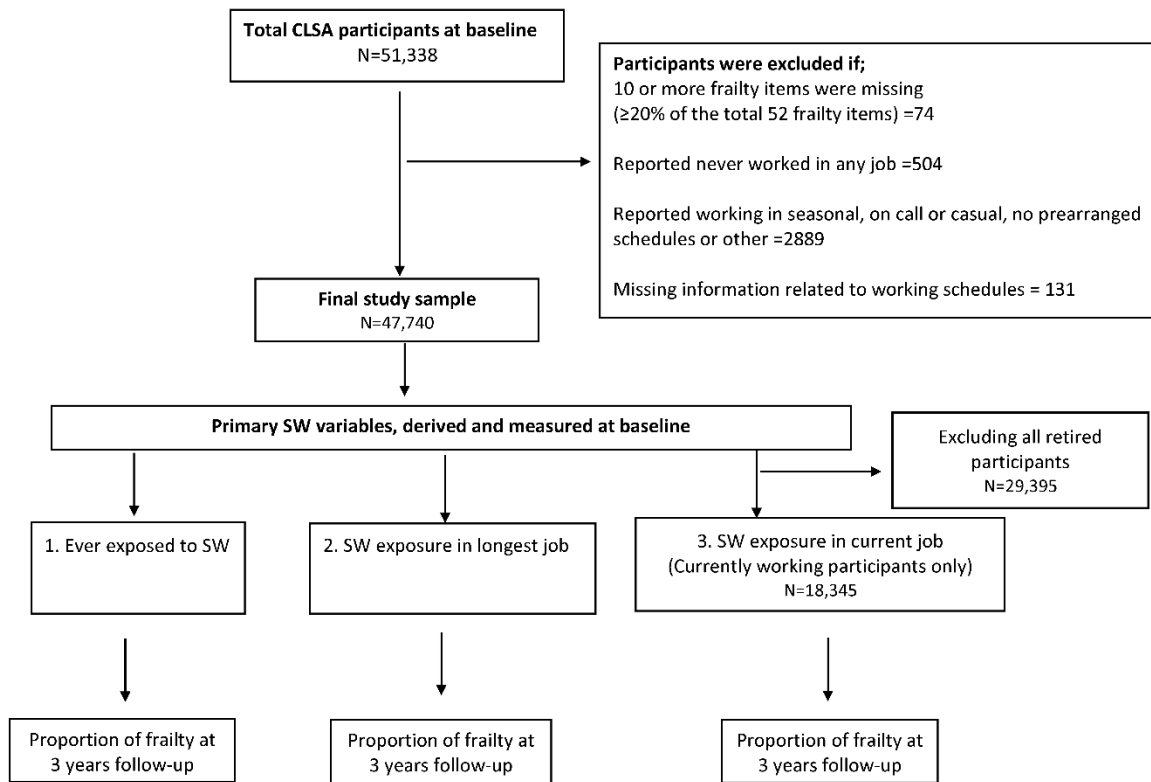 Total CLSA participants at baseline
N=51,338
Participants were excluded if;
10 or more frailty items were missing
(≥20% of the total 52 frailty items) =74
Reported never worked in any job =504
Reported working in seasonal, on call or casual, no prearranged
schedules or other =2889
Missing information related to working schedules = 131
Final study sample
N=47,740
Primary SW variables, derived and measured at baseline
Excluding all retired
participants
N=29,395
1. Ever exposed to SW
2. SW exposure in longest job
3. SW exposure in current job
(Currently working participants only)
N=18,345
Proportion of frailty at
3 years follow-up
Proportion of frailty at
3 years follow-up
Proportion of frailty at
3 years follow-up